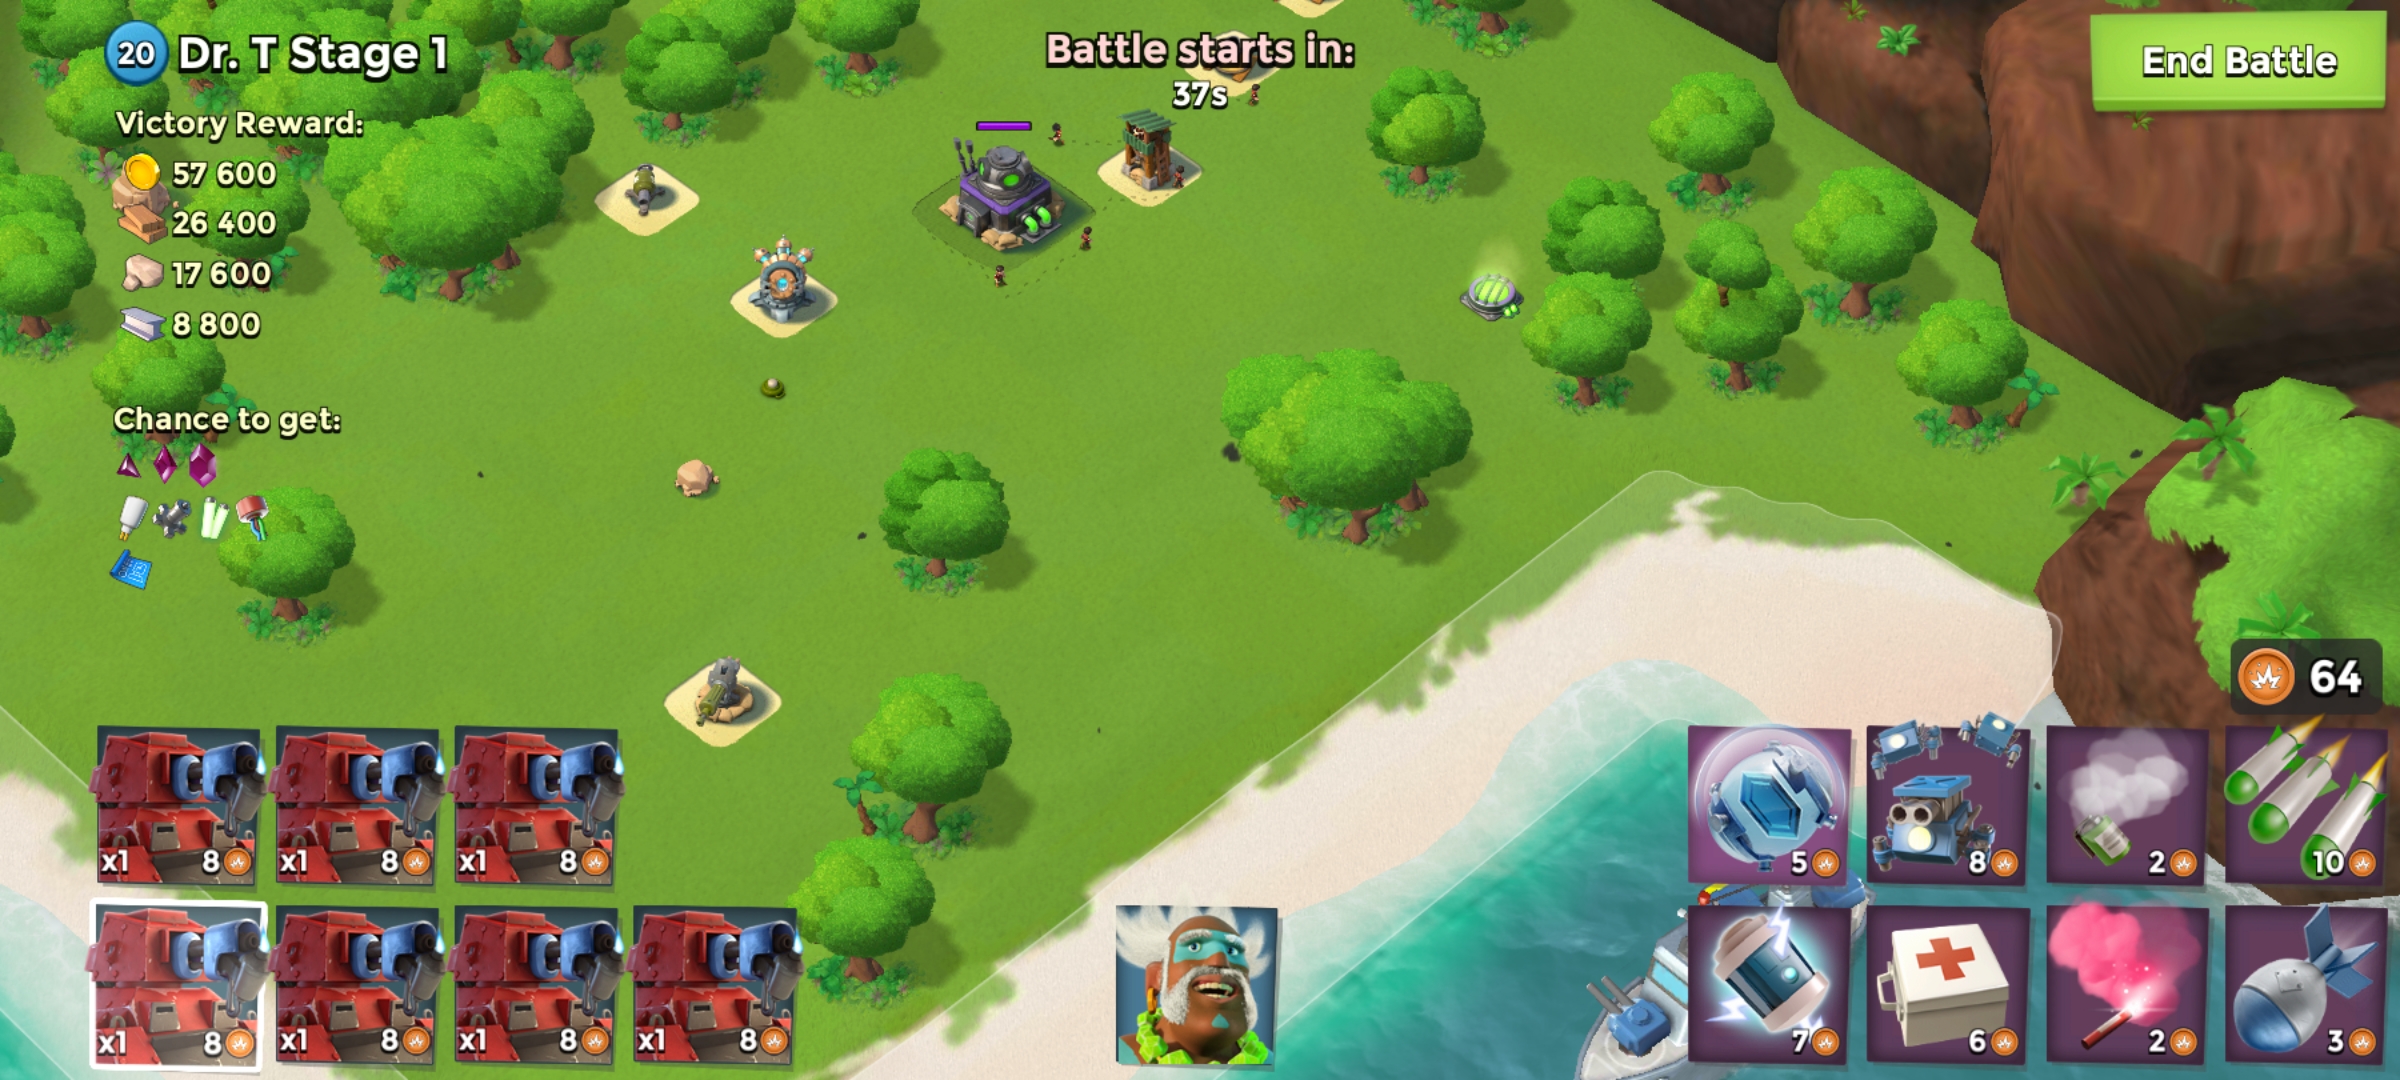 20 Dr. T Stage 1
Battle starts in:
37s
End Battle
Victory Reward:
57 600
26 400
17 600
8 800
Chance to get:
64
x1 8
x1 8
x1 8
5
8
2
10
x1 8
x1 8
x1 8
x1 8
7
6
2
3